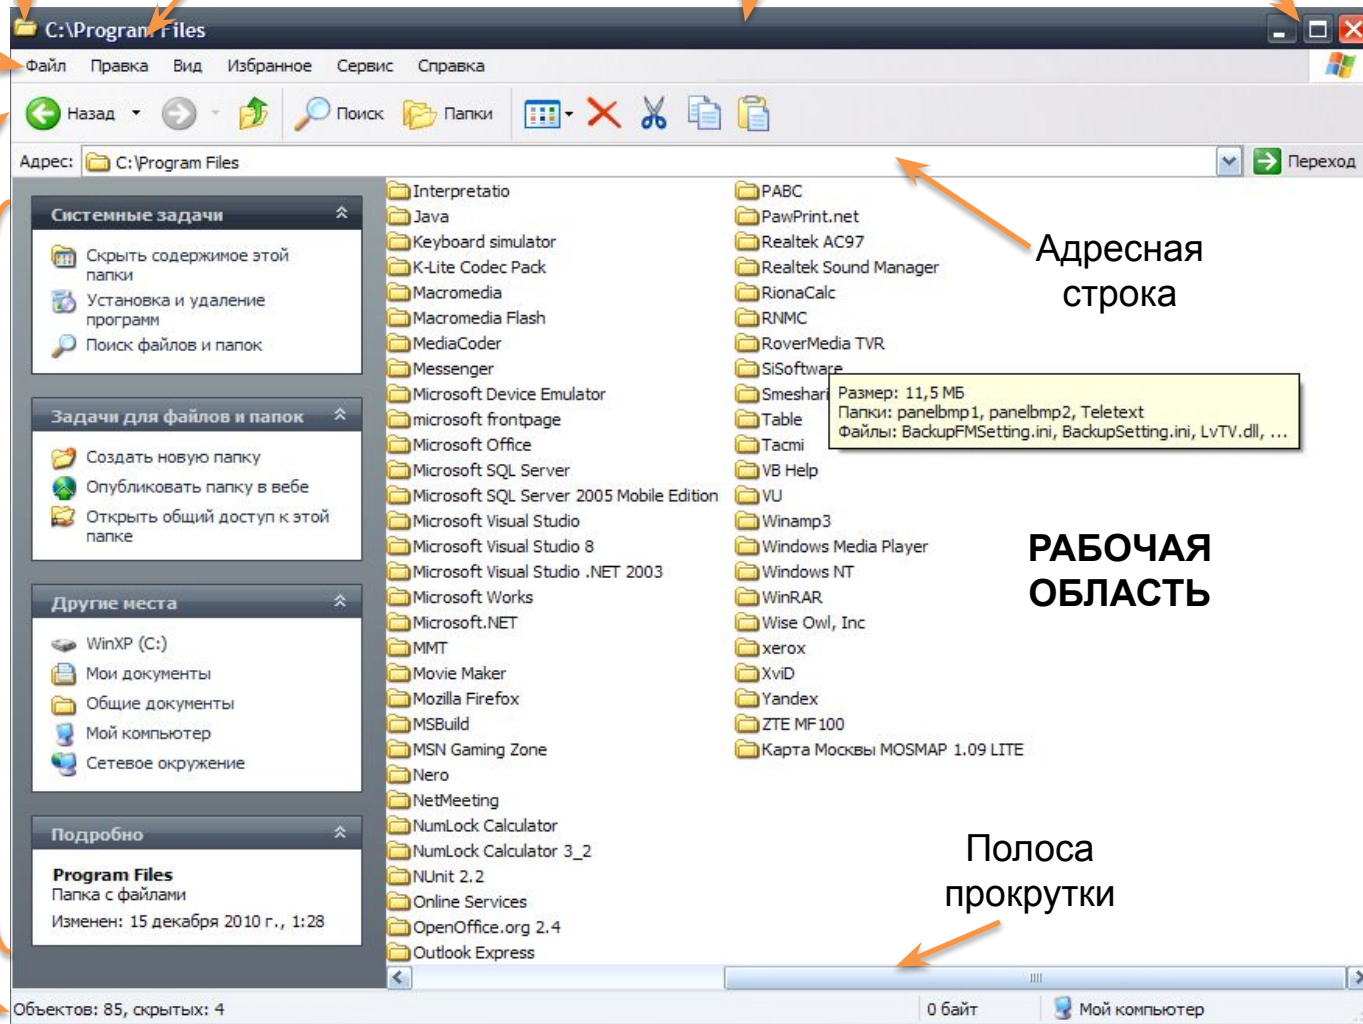 C:\Program Files
Файл Правка Вид Избранное Сервис Справка
Назад Поиск Папки
Адрес: C:\Program Files Переход
Системные задачи
Скрыть содержимое этой
папки
Установка и удаление
программ
Поиск файлов и папок
Задачи для файлов и папок
Создать новую папку
Опубликовать папку в вебе
Открыть общий доступ к этой
папке
Другие места
WinXP (C:)
Мои документы
Общие документы
Мой компьютер
Сетевое окружение
Подробно
Program Files
Папка с файлами
Изменен: 15 декабря 2010 г., 1:28
Interpretatio
Java
Keyboard simulator
K-Lite Codec Pack
Macromedia
Macromedia Flash
MediaCoder
Messenger
Microsoft Device Emulator
microsoft frontpage
Microsoft Office
Microsoft SQL Server
Microsoft SQL Server 2005 Mobile Edition
Microsoft Visual Studio
Microsoft Visual Studio 8
Microsoft Visual Studio .NET 2003
Microsoft Works
Microsoft.NET
MMT
Movie Maker
Mozilla Firefox
MSBuild
MSN Gaming Zone
Nero
NetMeeting
NumLock Calculator
NumLock Calculator 3_2
NUnit 2.2
Online Services
OpenOffice.org 2.4
Outlook Express
PABC
PawPrint.net
Realtek AC97
Realtek Sound Manager
RionaCalc
RNMC
RoverMedia TVR
SiSoftware
Smeshari
Table
Tacmi
VB Help
VU
Winamp3
Windows Media Player
Windows NT
WinRAR
Wise Owl, Inc
xerox
XviD
Yandex
ZTE MF100
Карта Москвы MOSMAP 1.09 LITE
Размер: 11,5 МБ
Папки: panelbmp1, panelbmp2, Teletext
Файлы: BackupFMSetting.ini, BackupSetting.ini, LvTV.dll, ...
Адресная
строка
РАБОЧАЯ
ОБЛАСТЬ
Полоса
прокрутки
Объектов: 85, скрытых: 4 0 байт Мой компьютер